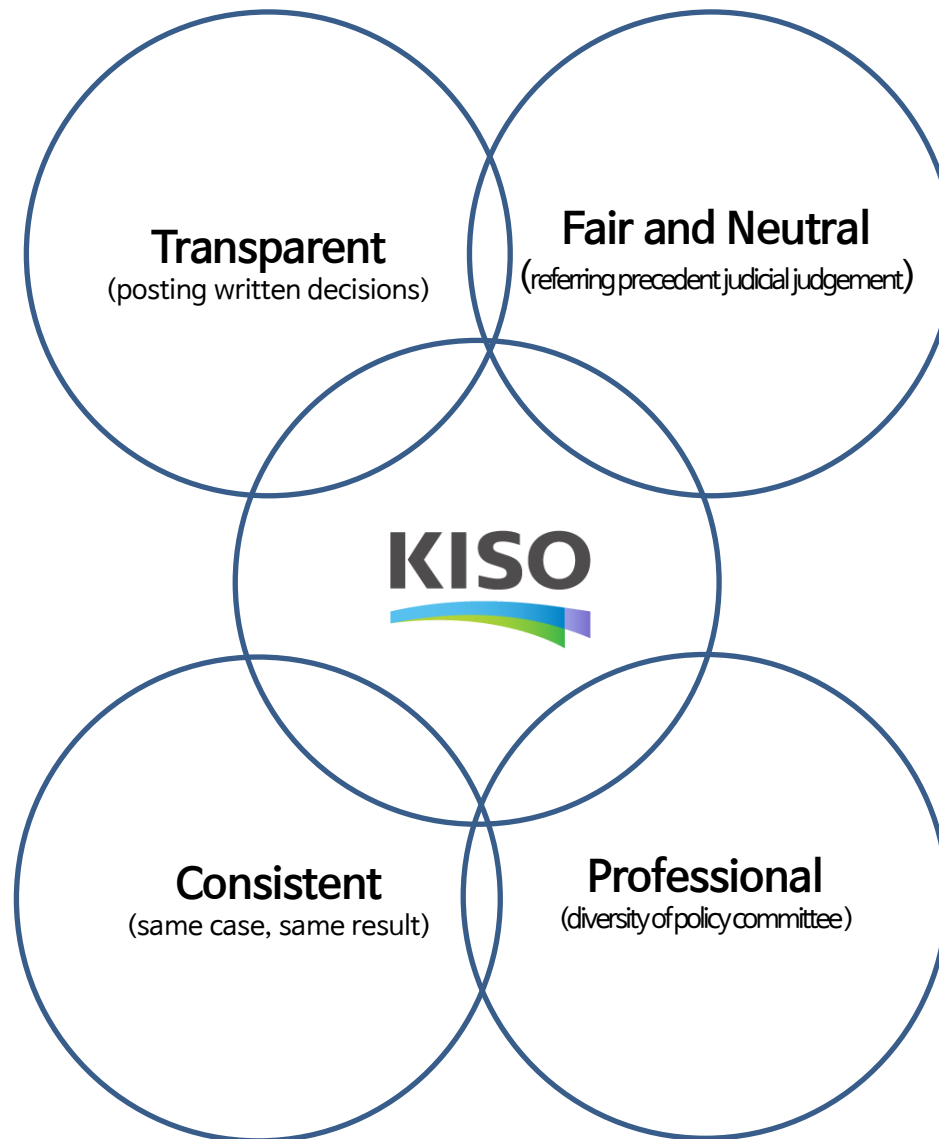 Transparent
(posting written decisions)
Fair and Neutral
(referring precedent judicial judgement)
KISO
Consistent
(same case, same result)
Professional
(diversity of policy committee)